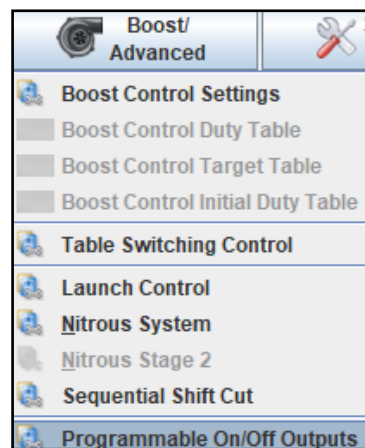 Boost/
Advanced
Boost Control Settings
Boost Control Duty Table
Boost Control Target Table
Boost Control Initial Duty Table
Table Switching Control
Launch Control
Nitrous System
Nitrous Stage 2
Sequential Shift Cut
Programmable On/Off Outputs